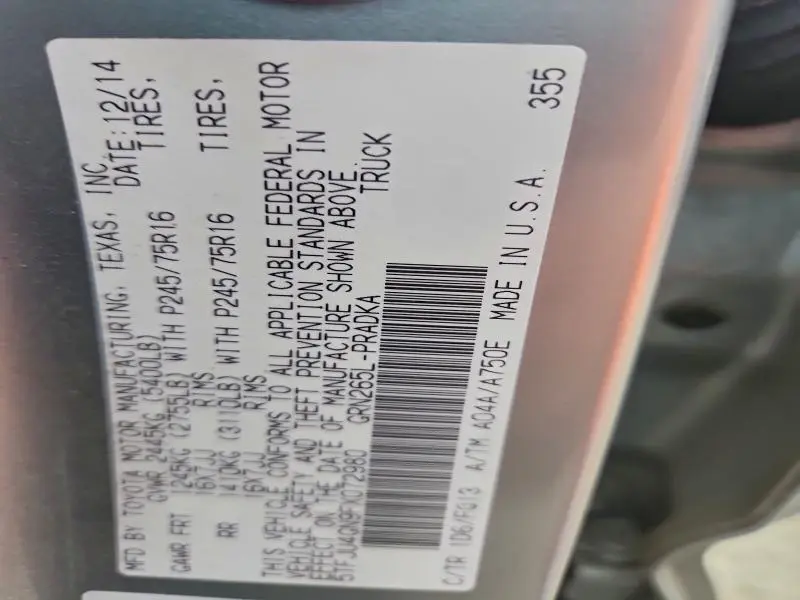 MFD BY TOYOTA MOTOR MANUFACTURING, TEXAS, INC.
GVWR 2445KG (5400LB) DATE: 12/14
GAWR FRT 1245KG (2755LB) WITH P245/75R16 TIRES,
16X7JJ RIMS
RR 1410KG (3110LB) WITH P245/75R16 TIRES,
16X7JJ RIMS
THIS VEHICLE CONFORMS TO ALL APPLICABLE FEDERAL MOTOR
VEHICLE SAFETY AND THEFT PREVENTION STANDARDS IN
EFFECT ON THE DATE OF MANUFACTURE SHOWN ABOVE.
GRN265L-PRADKA TRUCK
C/TR 1D6/FG13 A/TM A04A/A750E MADE IN U.S.A. 355